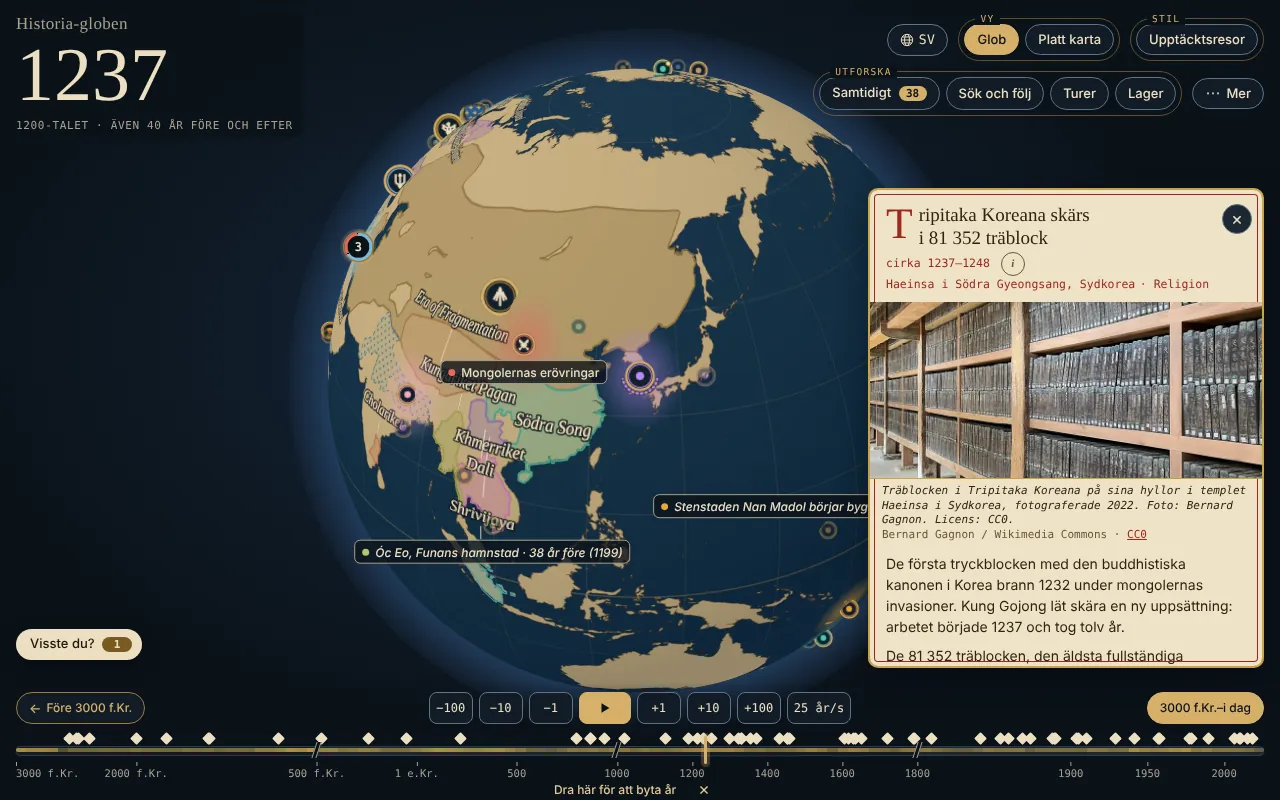 Historia-globen
1237
1200-TALET · ÄVEN 40 ÅR FÖRE OCH EFTER
SV
VY
Glob
Platt karta
STIL
Upptäcktsresor
UTFORSKA
Samtidigt 38
Sök och följ
Turer
Lager
··· Mer
3
Era of Fragmentation
Mongolernas erövringar
Pagan
Södra Song
Khmerriket
Dali
Shrivijaya
Stenstaden Nan Madol börjar byg
Óc Eo, Funans hamnstad · 38 år före (1199)
Tripitaka Koreana skärs
i 81 352 träblock
×
cirka 1237–1248 i
Haeinsa i Södra Gyeongsang, Sydkorea · Religion
Träblocken i Tripitaka Koreana på sina hyllor i templet
Haeinsa i Sydkorea, fotograferade 2022. Foto: Bernard
Gagnon. Licens: CC0.
Bernard Gagnon / Wikimedia Commons · CC0
De första tryckblocken med den buddhistiska
kanonen i Korea brann 1232 under mongolernas
invasioner. Kung Gojong lät skära en ny uppsättning:
arbetet började 1237 och tog tolv år.
De 81 352 träblocken, den äldsta fullständiga
Visste du? 1
← Före 3000 f.Kr.
−100
−10
−1
+1
+10
+100
25 år/s
3000 f.Kr.–i dag
3000 f.Kr.
2000 f.Kr.
500 f.Kr.
1 e.Kr.
500
1000
1200
1400
1600
1800
1900
1950
2000
Dra här för att byta år ×